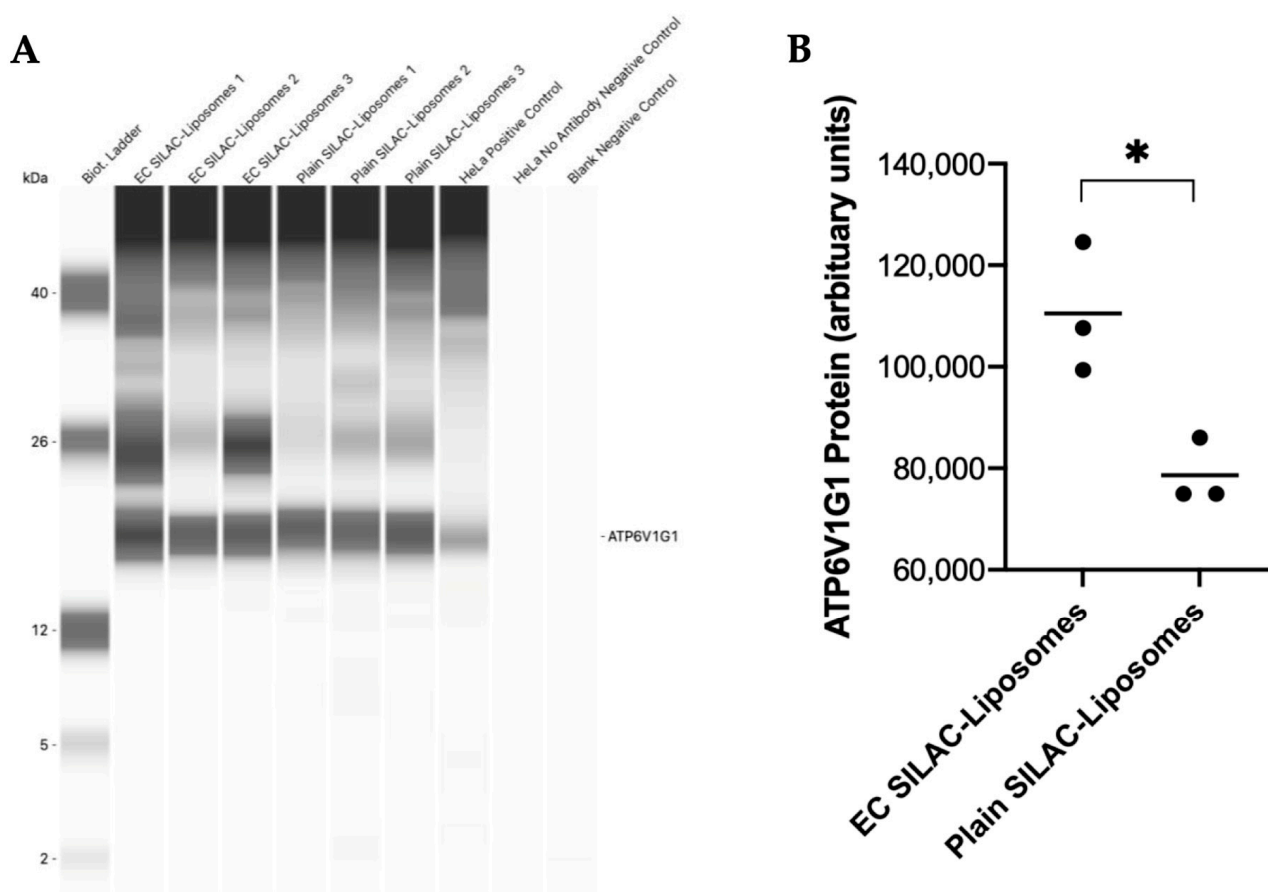 A
Biot. Ladder
EC SILAC-Liposomes 1
EC SILAC-Liposomes 2
EC SILAC-Liposomes 3
Plain SILAC-Liposomes 1
Plain SILAC-Liposomes 2
Plain SILAC-Liposomes 3
HeLa Positive Control
HeLa No Antibody Negative Control
Blank Negative Control
kDa
40 -
26 -
- ATP6V1G1
12 -
5 -
2 -
B
ATP6V1G1 Protein (arbituary units)
140,000
120,000
100,000
80,000
60,000
*
EC SILAC-Liposomes
Plain SILAC-Liposomes